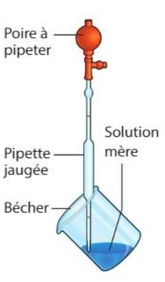 Poire à
pipeter
Solution
mère
Pipette
jaugée
Bécher